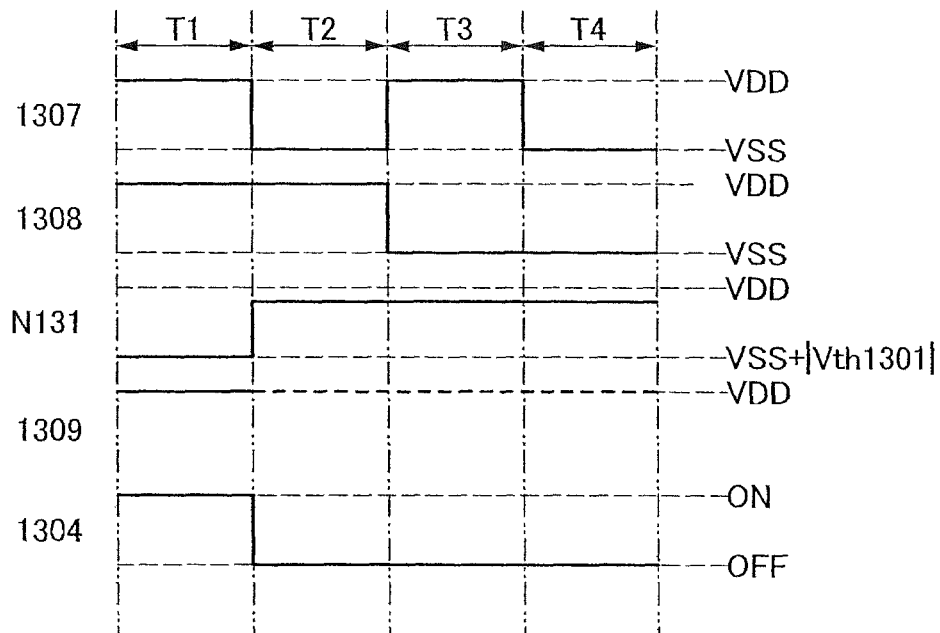 T1 T2 T3 T4
1307 VDD
VSS
1308 VDD
VSS
N131 VDD
VSS+|Vth1301|
1309 VDD
1304 ON
OFF